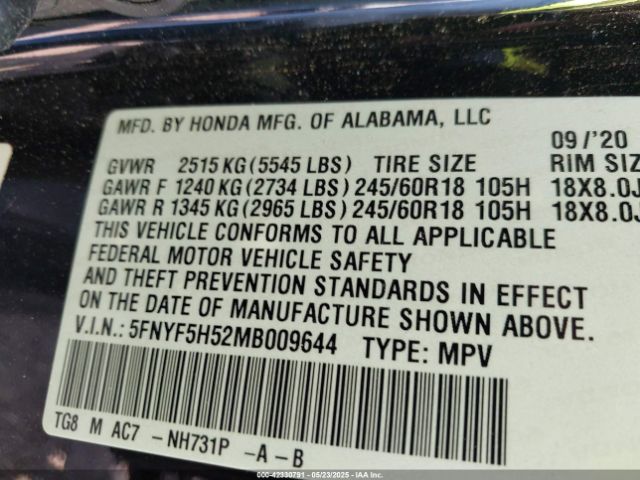 MFD. BY HONDA MFG. OF ALABAMA, LLC 09/'20
GVWR 2515 KG (5545 LBS) TIRE SIZE RIM SIZ
GAWR F 1240 KG (2734 LBS) 245/60R18 105H 18X8.0J
GAWR R 1345 KG (2965 LBS) 245/60R18 105H 18X8.0J
THIS VEHICLE CONFORMS TO ALL APPLICABLE
FEDERAL MOTOR VEHICLE SAFETY
AND THEFT PREVENTION STANDARDS IN EFFECT
ON THE DATE OF MANUFACTURE SHOWN ABOVE.
V.I.N.: 5FNYF5H52MB009644 TYPE: MPV
TG8 M AC7 -NH731P -A-B
000-42330791 - 05/23/2025 - IAA Inc.